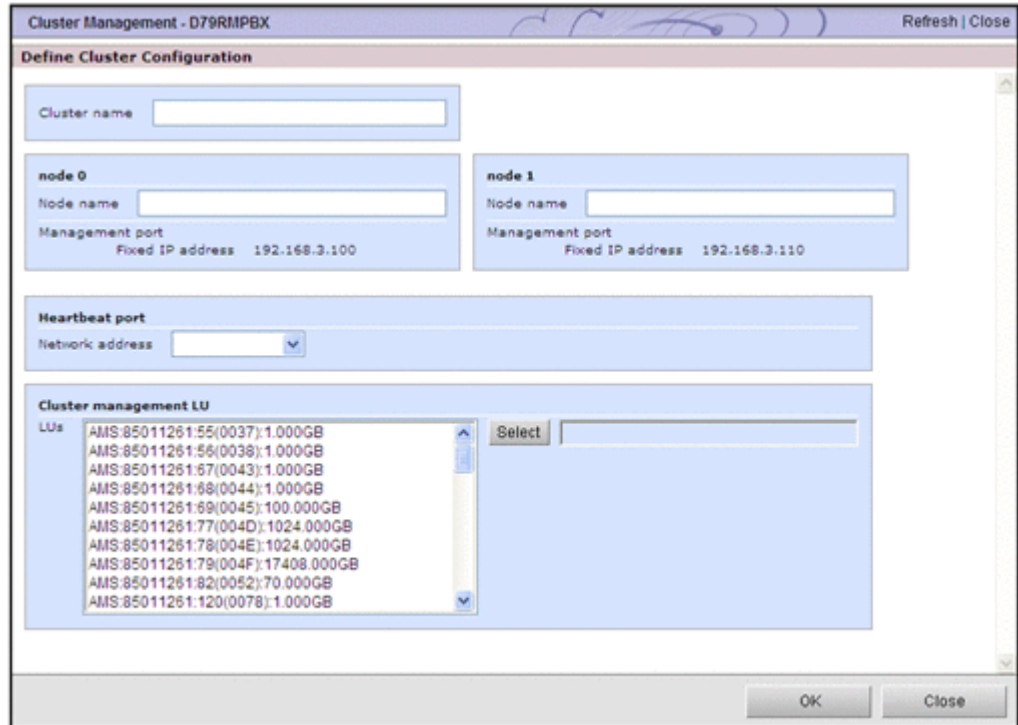 Cluster Management - D79RMPBX
Refresh | Close
Define Cluster Configuration
Cluster name
node 0
Node name
Management port
Fixed IP address 192.168.3.100
node 1
Node name
Management port
Fixed IP address 192.168.3.110
Heartbeat port
Network address
Cluster management LU
LUs
AMS:85011261:55(0037):1.000GB
AMS:85011261:56(0038):1.000GB
AMS:85011261:67(0043):1.000GB
AMS:85011261:68(0044):1.000GB
AMS:85011261:69(0045):100.000GB
AMS:85011261:77(004D):1024.000GB
AMS:85011261:78(004E):1024.000GB
AMS:85011261:79(004F):17408.000GB
AMS:85011261:82(0052):70.000GB
AMS:85011261:120(0078):1.000GB
Select
OK
Close